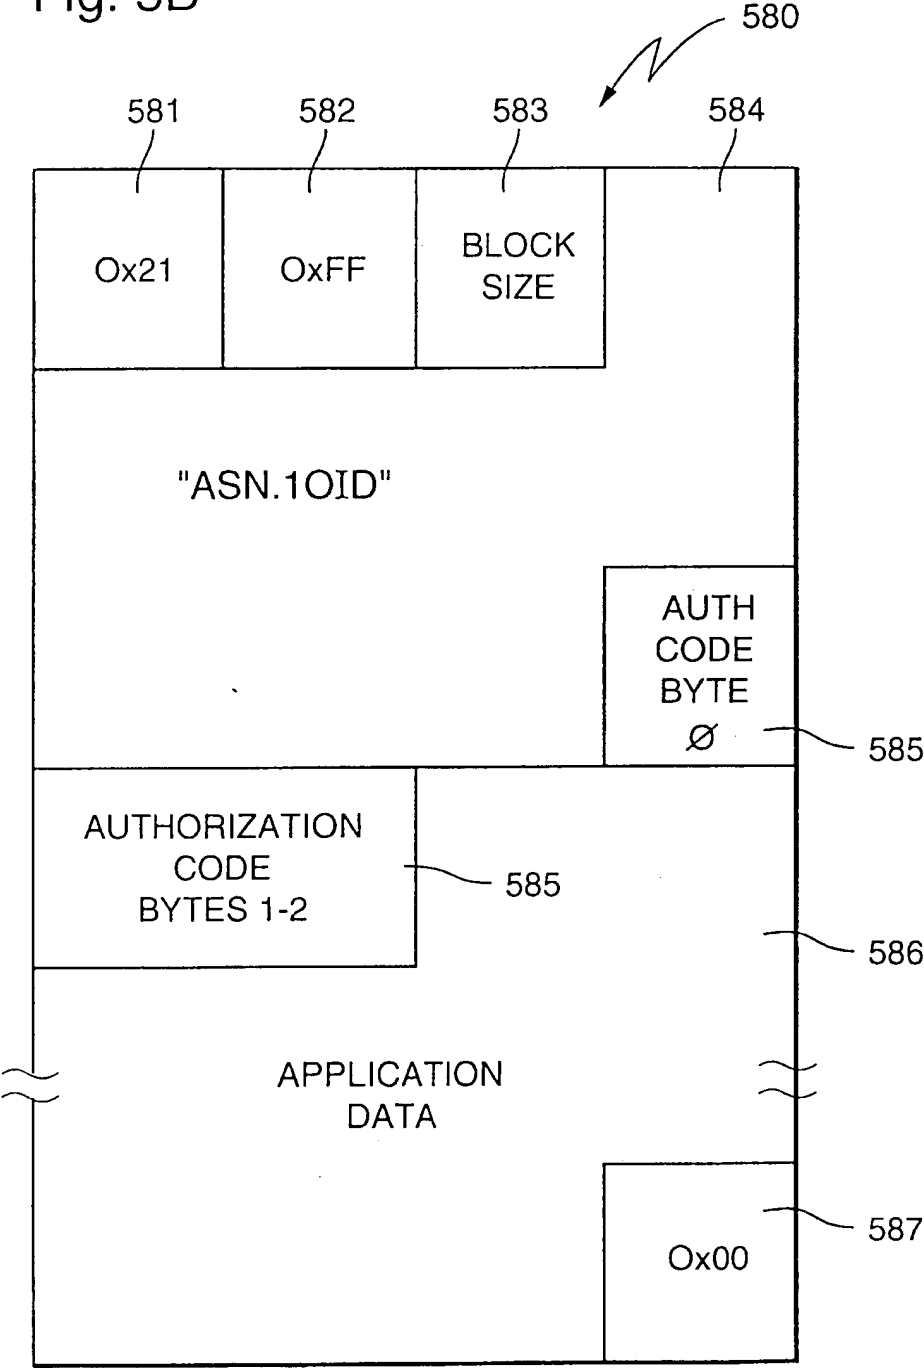 Fig. 5B
580
581 582 583 584
Ox21 OxFF BLOCK SIZE
"ASN.1OID"
AUTH
CODE
BYTE
Ø
585
AUTHORIZATION
CODE
BYTES 1-2
585
586
APPLICATION
DATA
587
Ox00